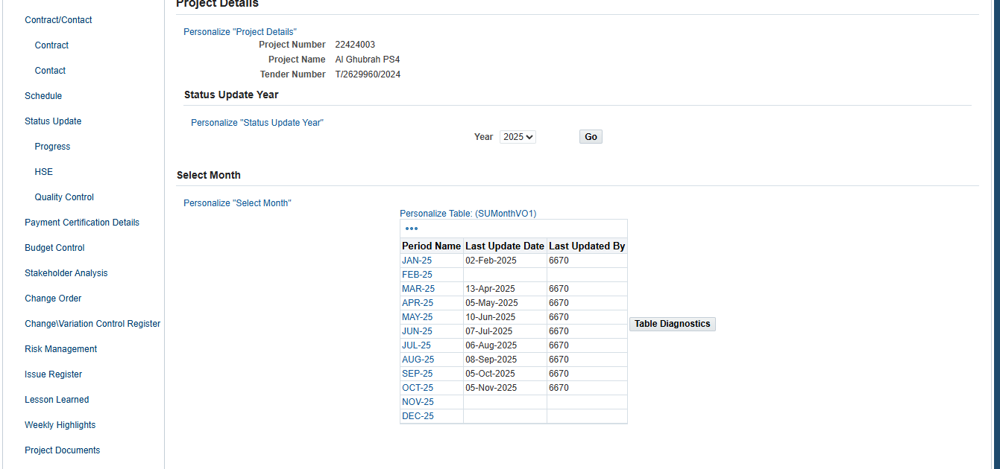 Project Details
Contract/Contact
Contract
Contact
Schedule
Status Update
Progress
HSE
Quality Control
Payment Certification Details
Budget Control
Stakeholder Analysis
Change Order
Change\Variation Control Register
Risk Management
Issue Register
Lesson Learned
Weekly Highlights
Project Documents
Personalize "Project Details"
Project Number 22424003
Project Name Al Ghubrah PS4
Tender Number T/2629960/2024
Status Update Year
Personalize "Status Update Year"
Year 2025 Go
Select Month
Personalize "Select Month"
Personalize Table: (SUMonthVO1)
Period Name Last Update Date Last Updated By
JAN-25 02-Feb-2025 6670
FEB-25
MAR-25 13-Apr-2025 6670
APR-25 05-May-2025 6670
MAY-25 10-Jun-2025 6670
JUN-25 07-Jul-2025 6670
JUL-25 06-Aug-2025 6670
AUG-25 08-Sep-2025 6670
SEP-25 05-Oct-2025 6670
OCT-25 05-Nov-2025 6670
NOV-25
DEC-25
Table Diagnostics